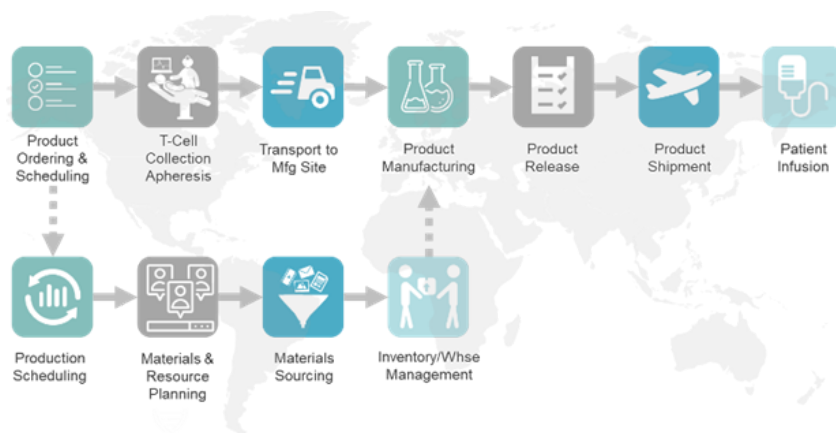 Product
Ordering &
Scheduling
T-Cell
Collection
Apheresis
Transport to
Mfg Site
Product
Manufacturing
Product
Release
Product
Shipment
Patient
Infusion
Production
Scheduling
Materials &
Resource
Planning
Materials
Sourcing
Inventory/Whse
Management